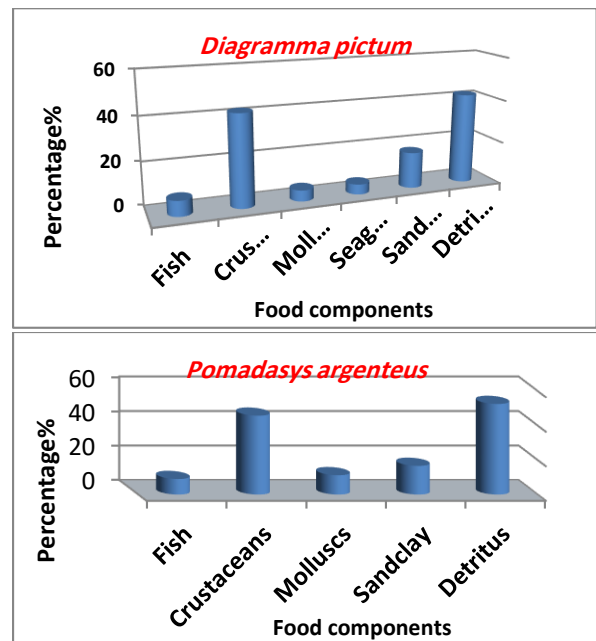 Diagramma pictum
Percentage%
60
40
20
0
Fish
Crus...
Moll...
Seag...
Sand...
Detri...
Food components
Pomadasys argenteus
Percentage%
60
40
20
0
Fish
Crustaceans
Molluscs
Sandclay
Detritus
Food components